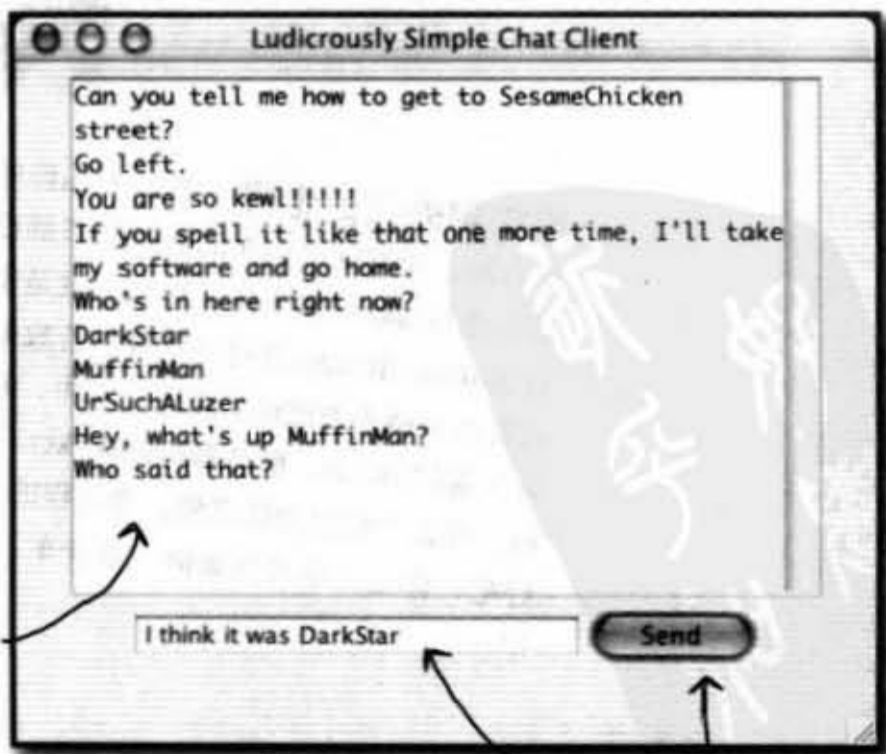 Ludicrously Simple Chat Client
Can you tell me how to get to SesameChicken
street?
Go left.
You are so kewl!!!!!
If you spell it like that one more time, I'll take
my software and go home.
Who's in here right now?
DarkStar
MuffinMan
UrSuchALuzer
Hey, what's up MuffinMan?
Who said that?
I think it was DarkStar
Send